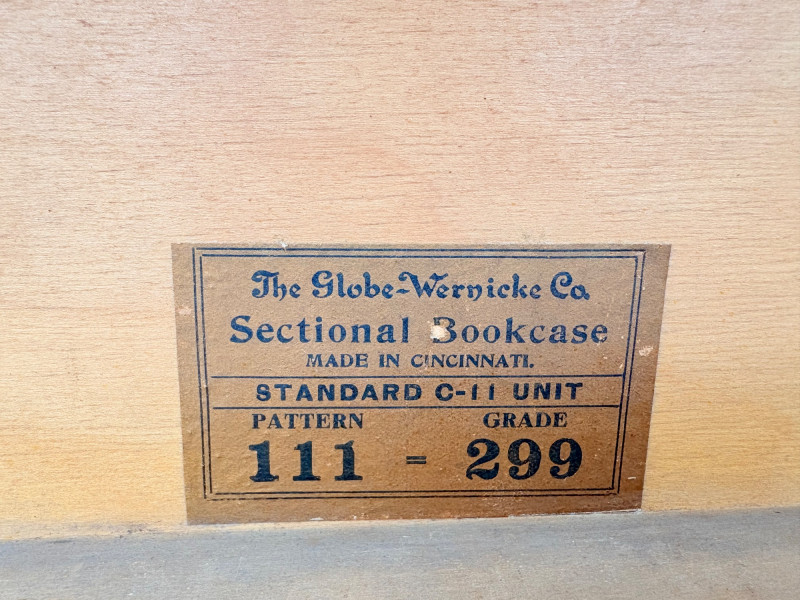 The Globe-Wernicke Co.
Sectional Bookcase
MADE IN CINCINNATI.
STANDARD C-11 UNIT
PATTERN GRADE
111 = 299